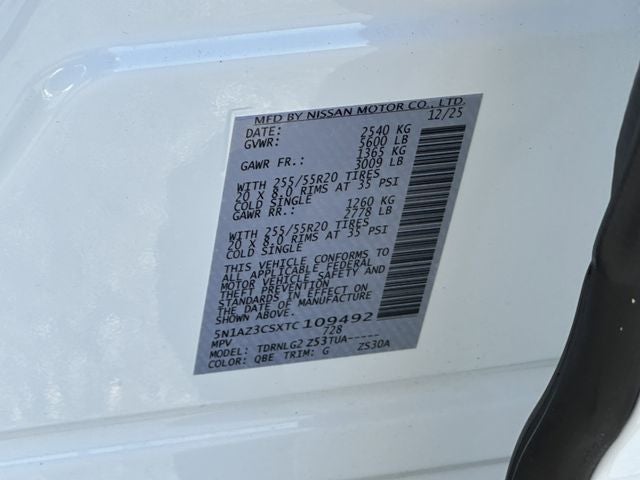 MFD BY NISSAN MOTOR CO., LTD.
DATE: 12/25
GVWR: 2540 KG
5600 LB
GAWR FR.: 1365 KG
3009 LB
WITH 255/55R20 TIRES
20 X 8.0 RIMS AT 35 PSI
COLD SINGLE
GAWR RR.: 1260 KG
2778 LB
WITH 255/55R20 TIRES
20 X 8.0 RIMS AT 35 PSI
COLD SINGLE
THIS VEHICLE CONFORMS TO
ALL APPLICABLE FEDERAL
MOTOR VEHICLE SAFETY AND
THEFT PREVENTION
STANDARDS IN EFFECT ON
THE DATE OF MANUFACTURE
SHOWN ABOVE.
5N1AZ3CSXTC109492
MPV 728
MODEL: TDRNLG2 Z53TUA-----
COLOR: QBE TRIM: G ZS30A